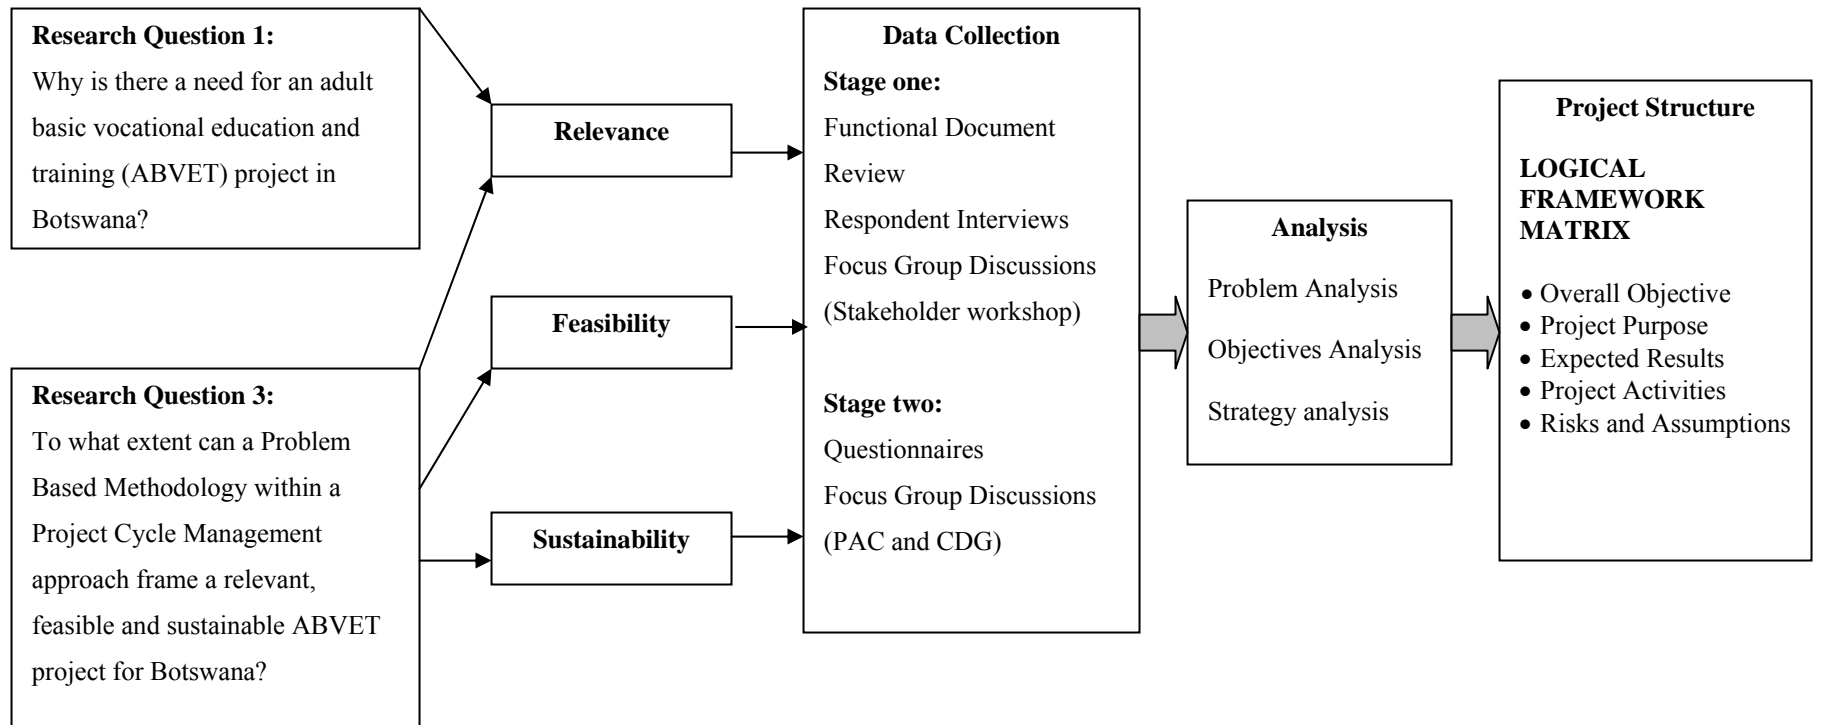 Research Question 1:
Why is there a need for an adult
basic vocational education and
training (ABVET) project in
Botswana?
Research Question 3:
To what extent can a Problem
Based Methodology within a
Project Cycle Management
approach frame a relevant,
feasible and sustainable ABVET
project for Botswana?
Relevance
Feasibility
Sustainability
Data Collection
Stage one:
Functional Document
Review
Respondent Interviews
Focus Group Discussions
(Stakeholder workshop)
Stage two:
Questionnaires
Focus Group Discussions
(PAC and CDG)
Analysis
Problem Analysis
Objectives Analysis
Strategy analysis
Project Structure
LOGICAL
FRAMEWORK
MATRIX
• Overall Objective
• Project Purpose
• Expected Results
• Project Activities
• Risks and Assumptions